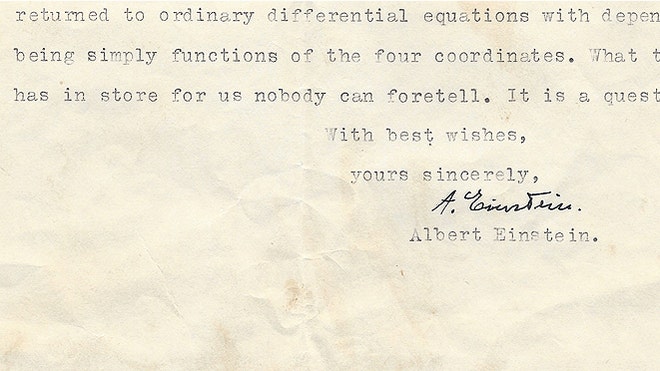 returned to ordinary differential equations with depen
being simply functions of the four coordinates. What t
has in store for us nobody can foretell. It is a quest
With best wishes,
yours sincerely,
A. Einstein.
Albert Einstein.